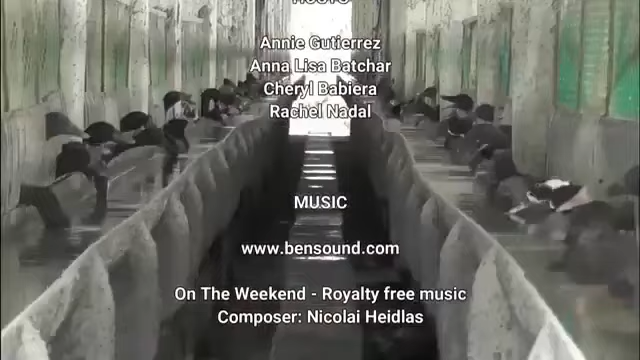 HOSTS
Annie Gutierrez
Anna Lisa Batchar
Cheryl Babiera
Rachel Nadal
MUSIC
www.bensound.com
On The Weekend - Royalty free music
Composer: Nicolai Heidlas